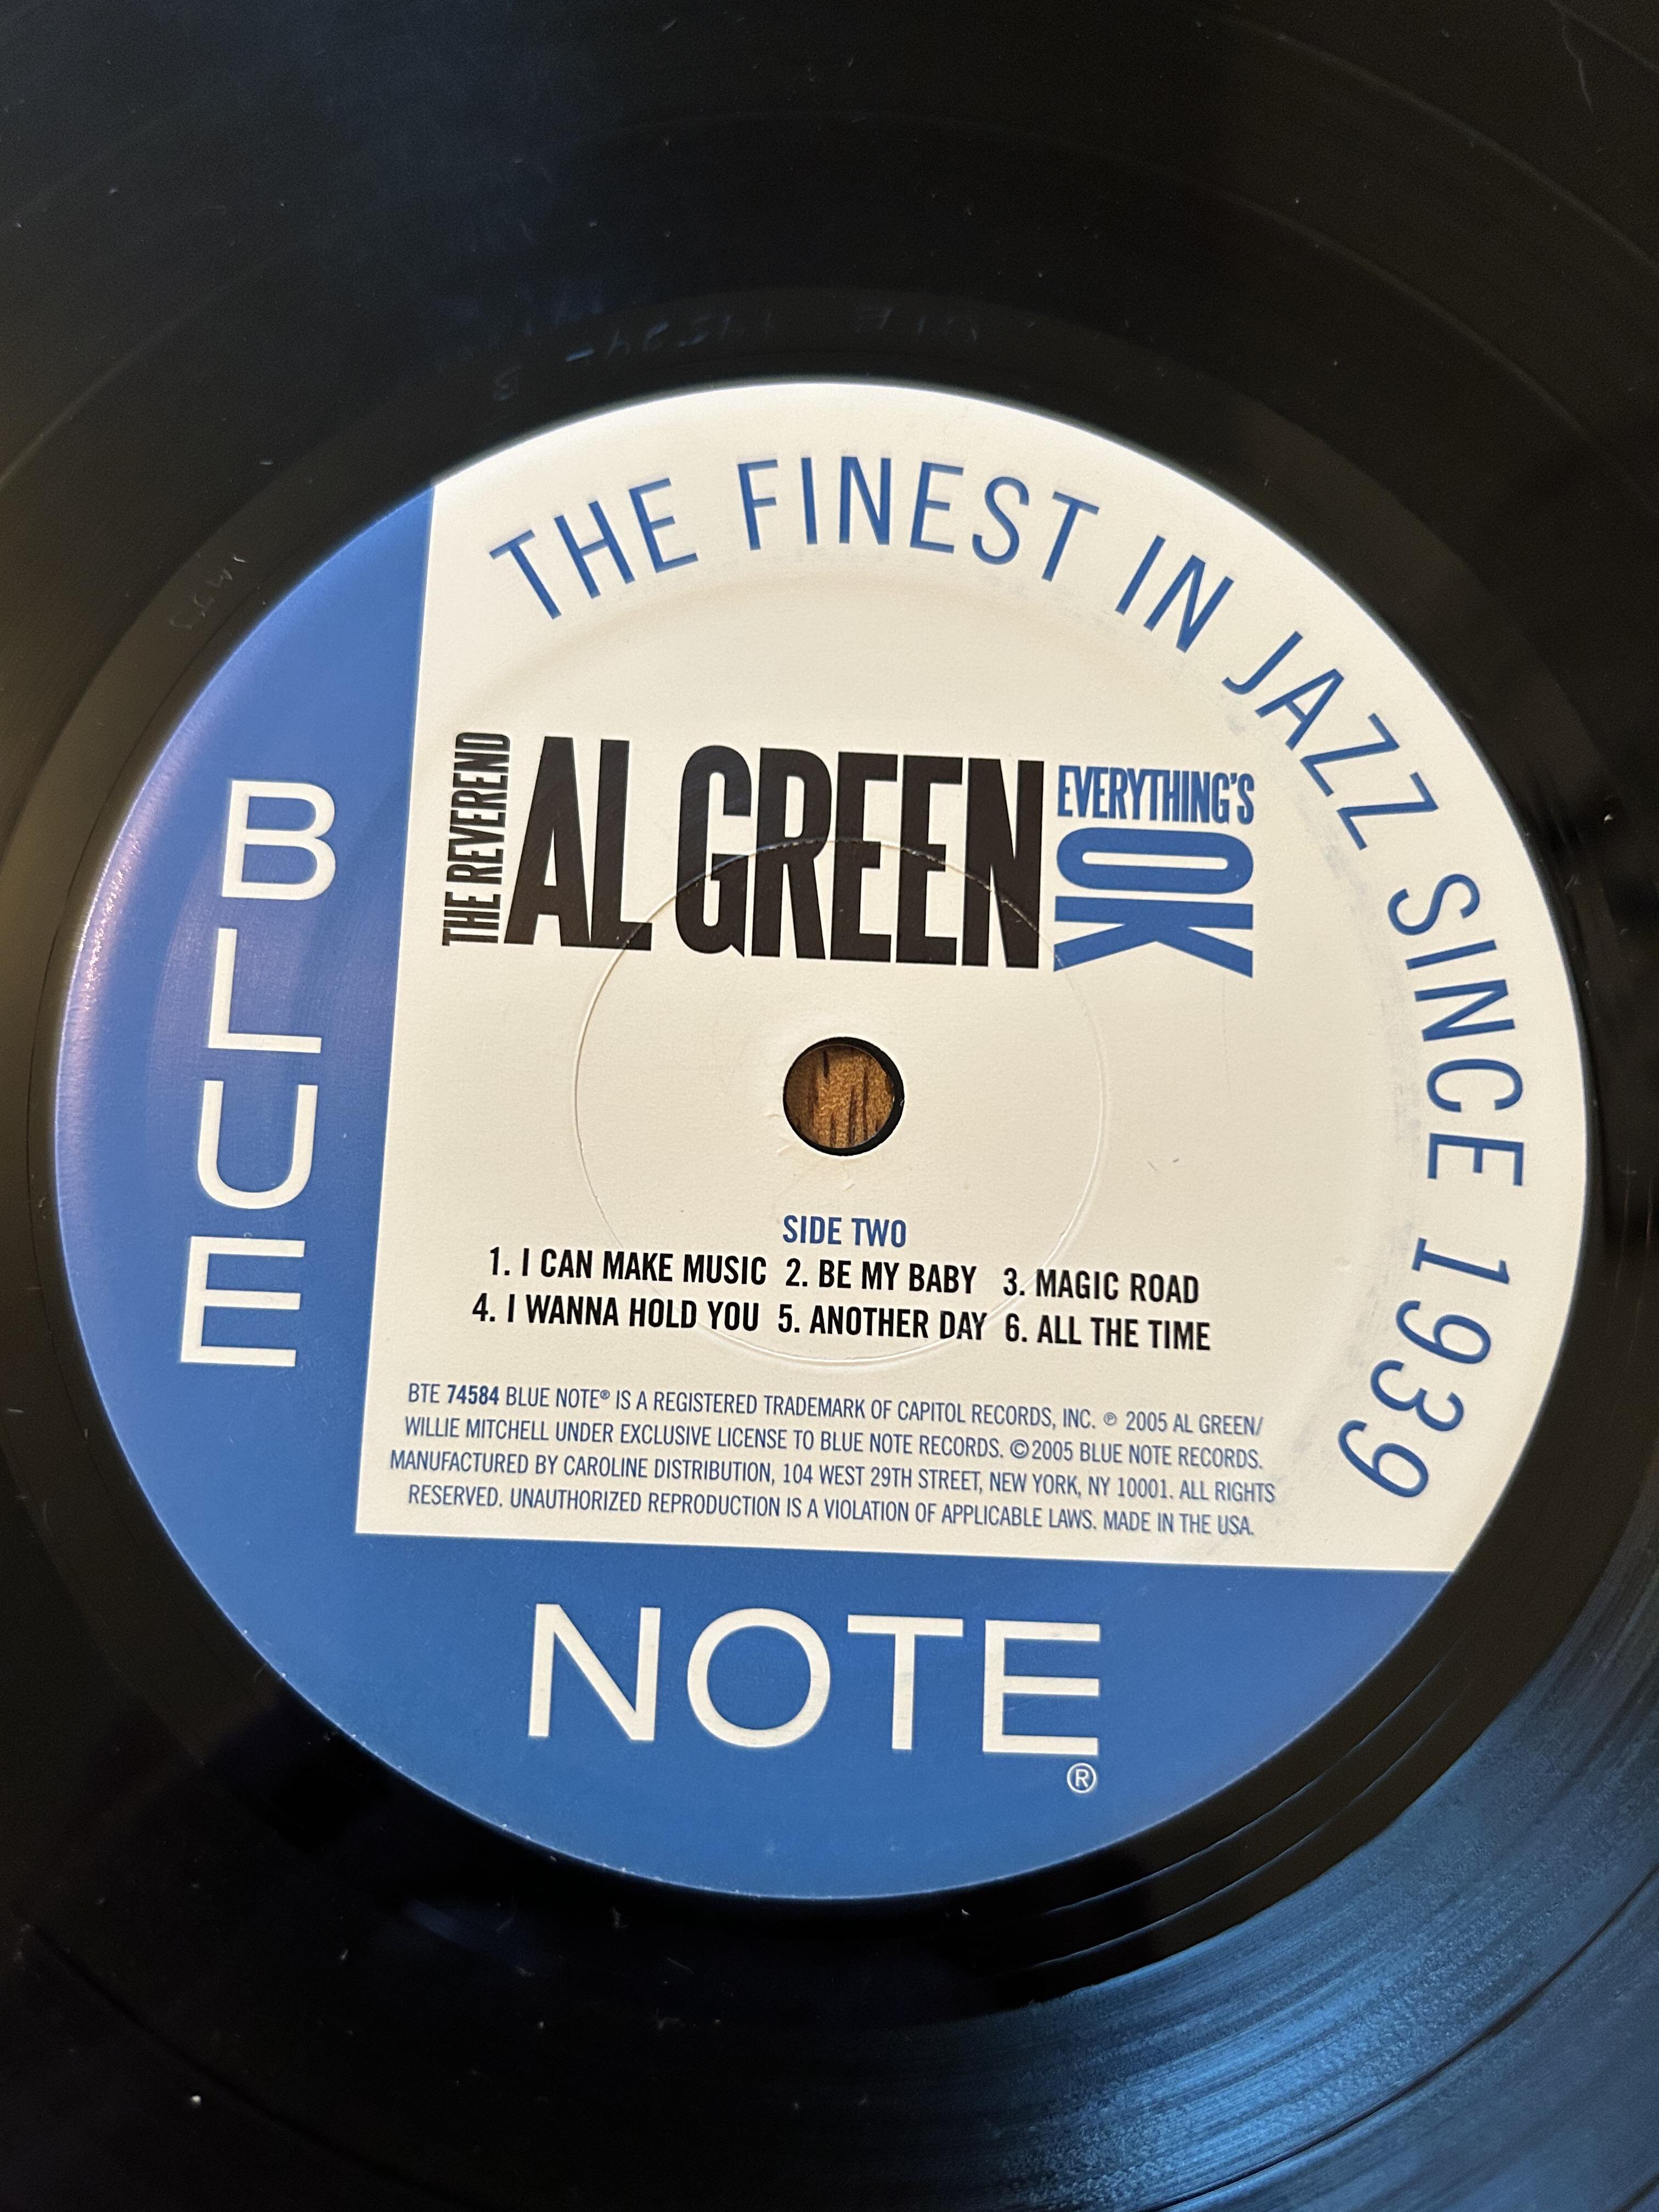 THE FINEST IN JAZZ SINCE 1939
BLUE
THE REVEREND
AL GREEN
EVERYTHING'S
OK
SIDE TWO
1. I CAN MAKE MUSIC 2. BE MY BABY 3. MAGIC ROAD
4. I WANNA HOLD YOU 5. ANOTHER DAY 6. ALL THE TIME
BTE 74584 BLUE NOTE® IS A REGISTERED TRADEMARK OF CAPITOL RECORDS, INC. ℗ 2005 AL GREEN/
WILLIE MITCHELL UNDER EXCLUSIVE LICENSE TO BLUE NOTE RECORDS. ©2005 BLUE NOTE RECORDS.
MANUFACTURED BY CAROLINE DISTRIBUTION, 104 WEST 29TH STREET, NEW YORK, NY 10001. ALL RIGHTS
RESERVED. UNAUTHORIZED REPRODUCTION IS A VIOLATION OF APPLICABLE LAWS. MADE IN THE USA.
NOTE®